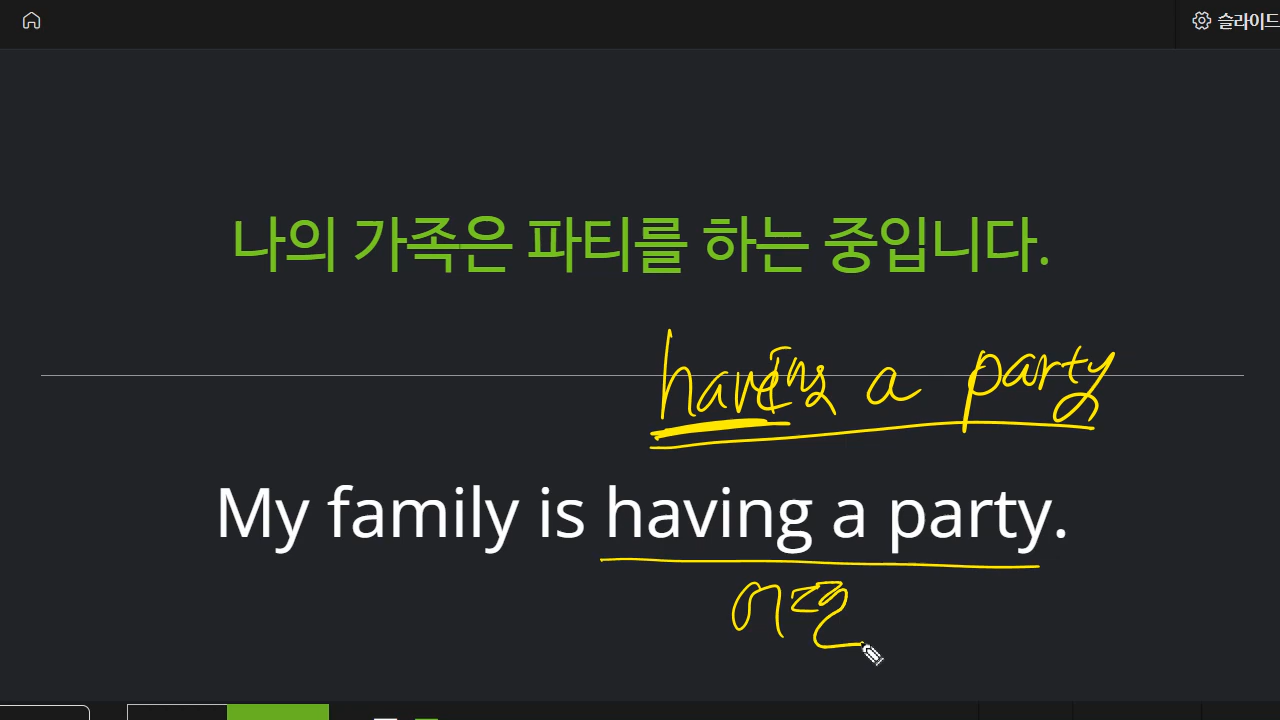 슬라이드
나의 가족은 파티를 하는 중입니다.
having a party
My family is having a party.